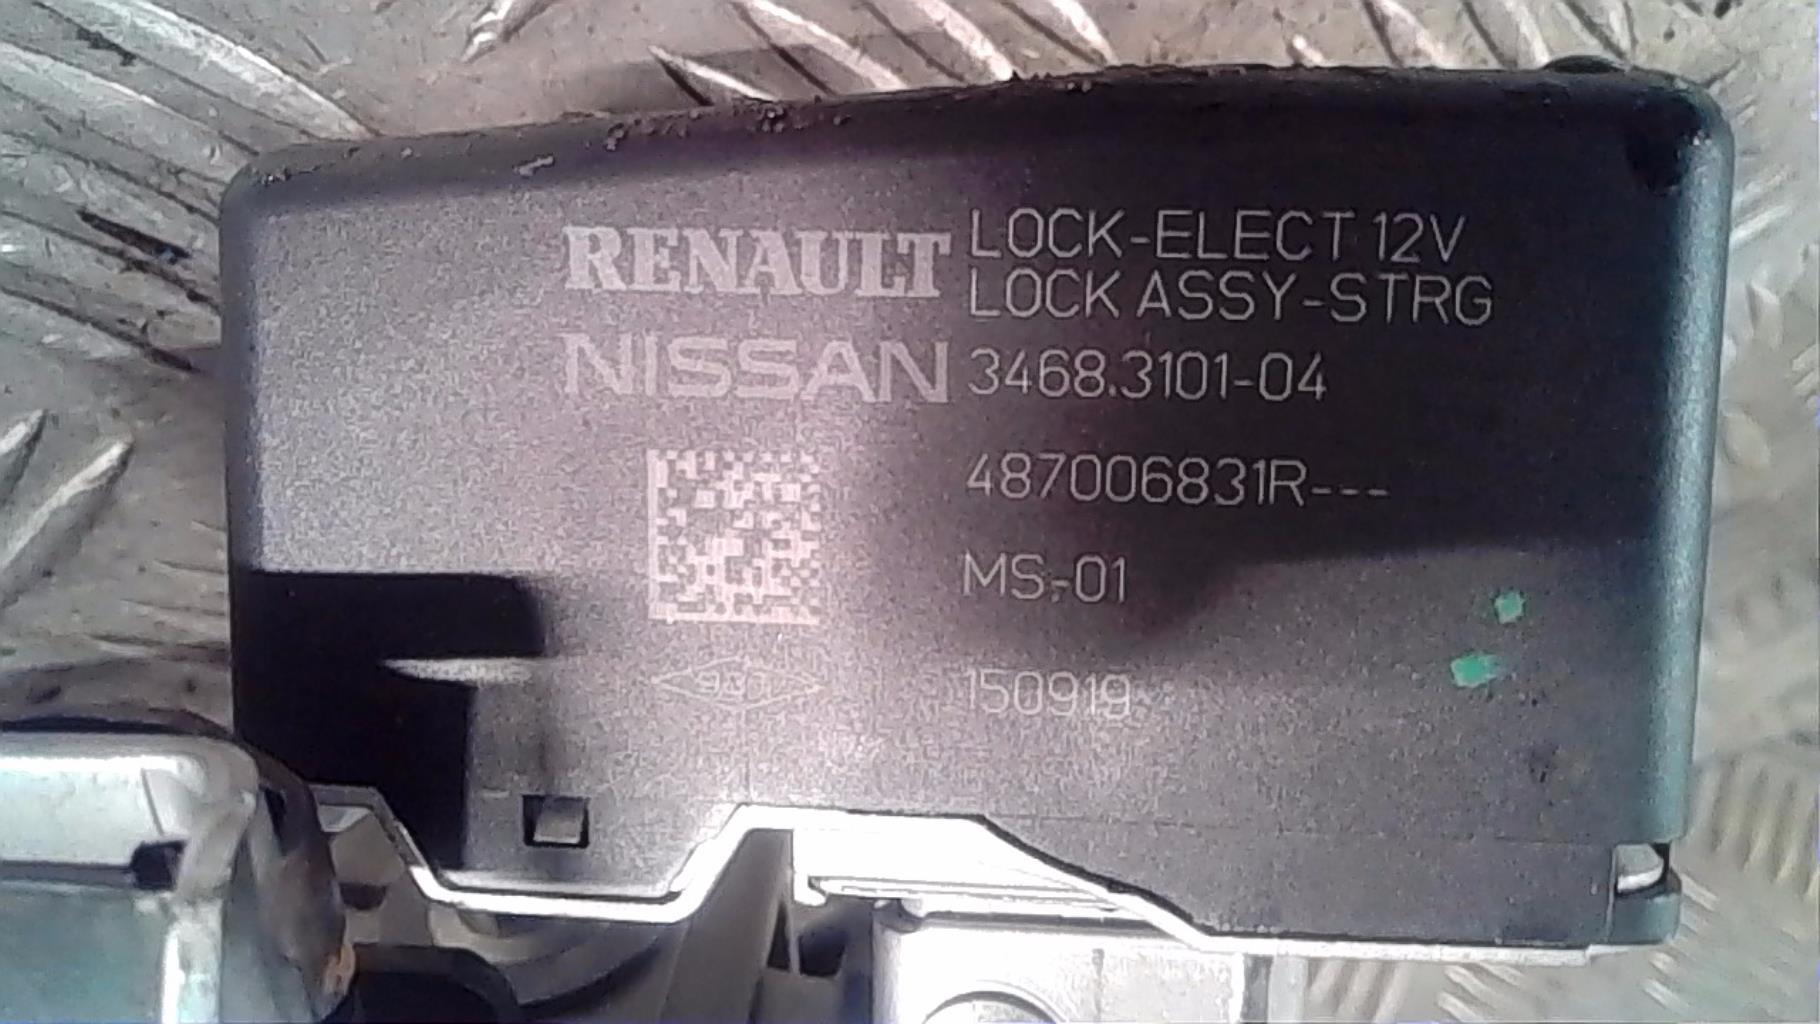 RENAULT LOCK-ELECT 12V
LOCK ASSY-STRG
NISSAN 3468.3101-04
487006831R---
MS-01
150919